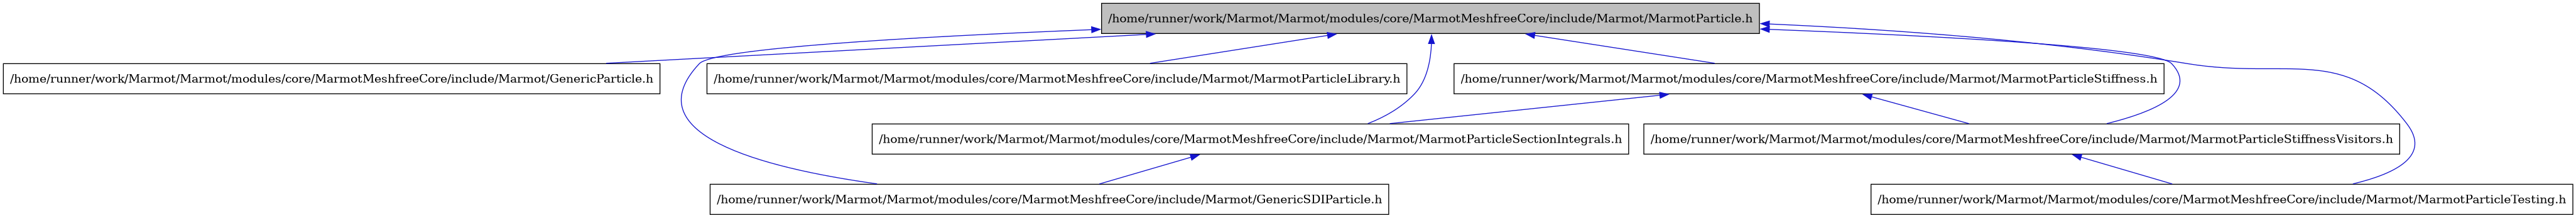 /home/runner/work/Marmot/Marmot/modules/core/MarmotMeshfreeCore/include/Marmot/MarmotParticle.h
/home/runner/work/Marmot/Marmot/modules/core/MarmotMeshfreeCore/include/Marmot/GenericParticle.h
/home/runner/work/Marmot/Marmot/modules/core/MarmotMeshfreeCore/include/Marmot/MarmotParticleLibrary.h
/home/runner/work/Marmot/Marmot/modules/core/MarmotMeshfreeCore/include/Marmot/MarmotParticleStiffness.h
/home/runner/work/Marmot/Marmot/modules/core/MarmotMeshfreeCore/include/Marmot/MarmotParticleSectionIntegrals.h
/home/runner/work/Marmot/Marmot/modules/core/MarmotMeshfreeCore/include/Marmot/MarmotParticleStiffnessVisitors.h
/home/runner/work/Marmot/Marmot/modules/core/MarmotMeshfreeCore/include/Marmot/GenericSDIParticle.h
/home/runner/work/Marmot/Marmot/modules/core/MarmotMeshfreeCore/include/Marmot/MarmotParticleTesting.h